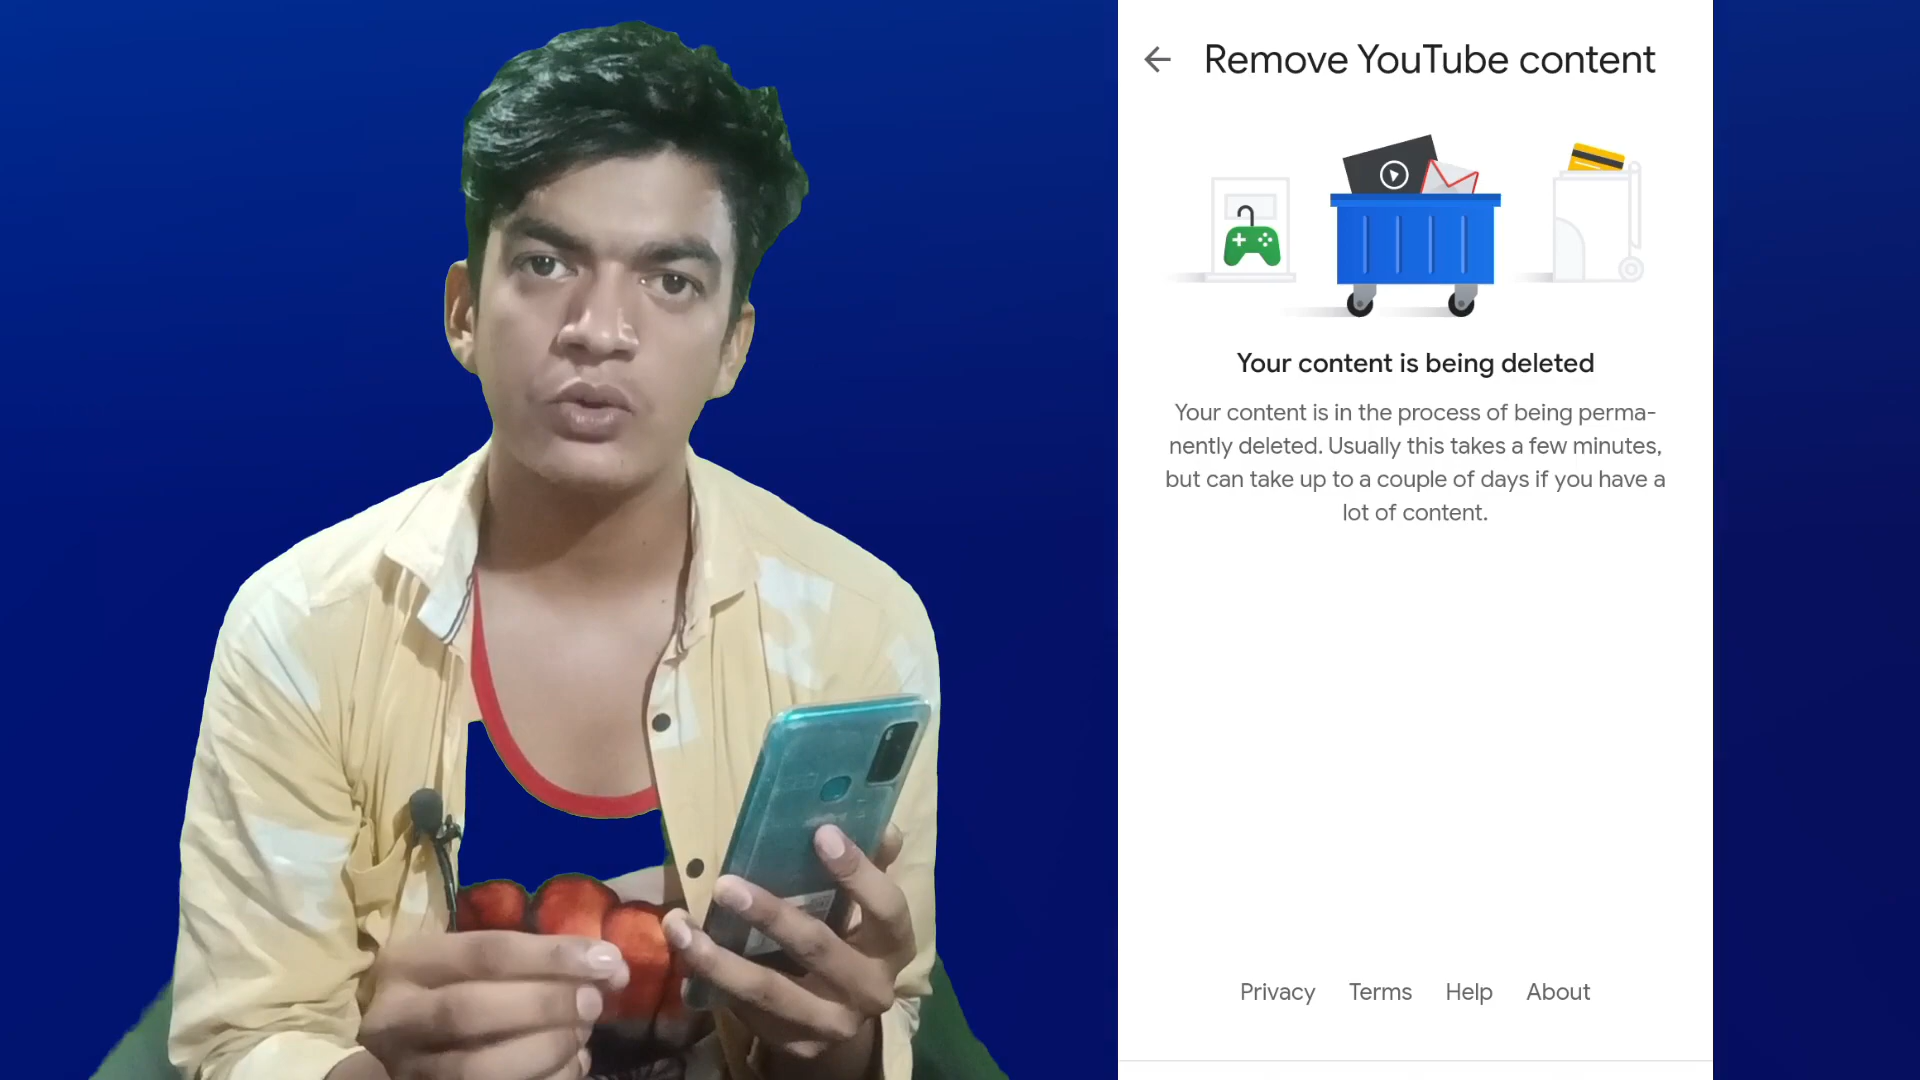 Remove YouTube content
Your content is being deleted
Your content is in the process of being perma-
nently deleted. Usually this takes a few minutes,
but can take up to a couple of days if you have a
lot of content.
Privacy Terms Help About